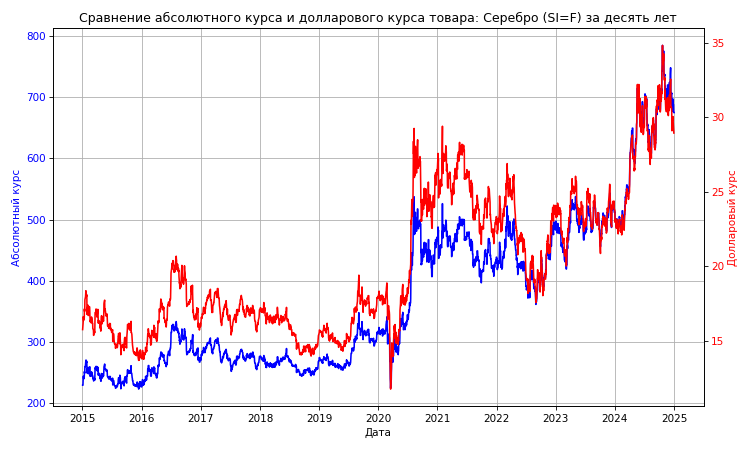 Сравнение абсолютного курса и долларового курса товара: Серебро (SI=F) за десять лет
800
700
600
500
400
300
200
Абсолютный курс
35
30
25
20
15
Долларовый курс
2015 2016 2017 2018 2019 2020 2021 2022 2023 2024 2025
Дата